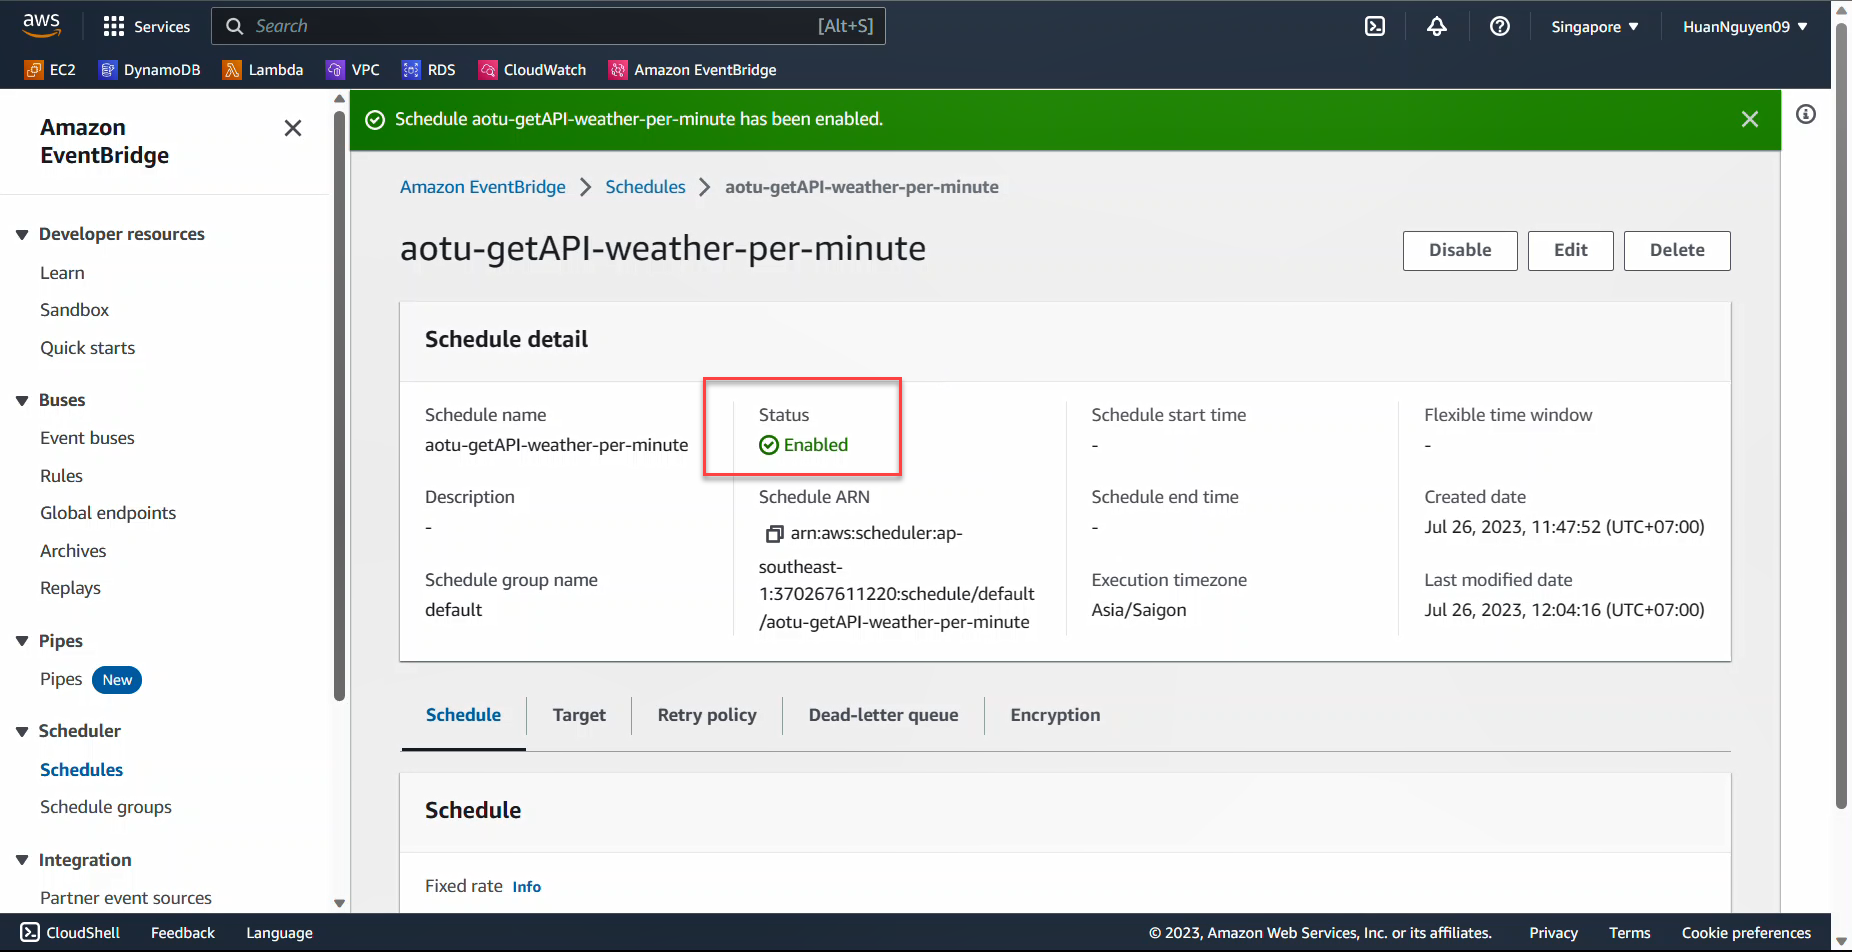 aws
Services
Search
[Alt+S]
Singapore
HuanNguyen09
EC2
DynamoDB
Lambda
VPC
RDS
CloudWatch
Amazon EventBridge
Amazon
EventBridge
Developer resources
Learn
Sandbox
Quick starts
Buses
Event buses
Rules
Global endpoints
Archives
Replays
Pipes
Pipes New
Scheduler
Schedules
Schedule groups
Integration
Partner event sources
Schedule aotu-getAPI-weather-per-minute has been enabled.
Amazon EventBridge
Schedules
aotu-getAPI-weather-per-minute
aotu-getAPI-weather-per-minute
Disable
Edit
Delete
Schedule detail
Schedule name
aotu-getAPI-weather-per-minute
Description
-
Schedule group name
default
Status
Enabled
Schedule ARN
arn:aws:scheduler:ap-
southeast-
1:370267611220:schedule/default
/aotu-getAPI-weather-per-minute
Schedule start time
-
Schedule end time
-
Execution timezone
Asia/Saigon
Flexible time window
-
Created date
Jul 26, 2023, 11:47:52 (UTC+07:00)
Last modified date
Jul 26, 2023, 12:04:16 (UTC+07:00)
Schedule
Target
Retry policy
Dead-letter queue
Encryption
Schedule
Fixed rate Info
CloudShell
Feedback
Language
© 2023, Amazon Web Services, Inc. or its affiliates.
Privacy
Terms
Cookie preferences